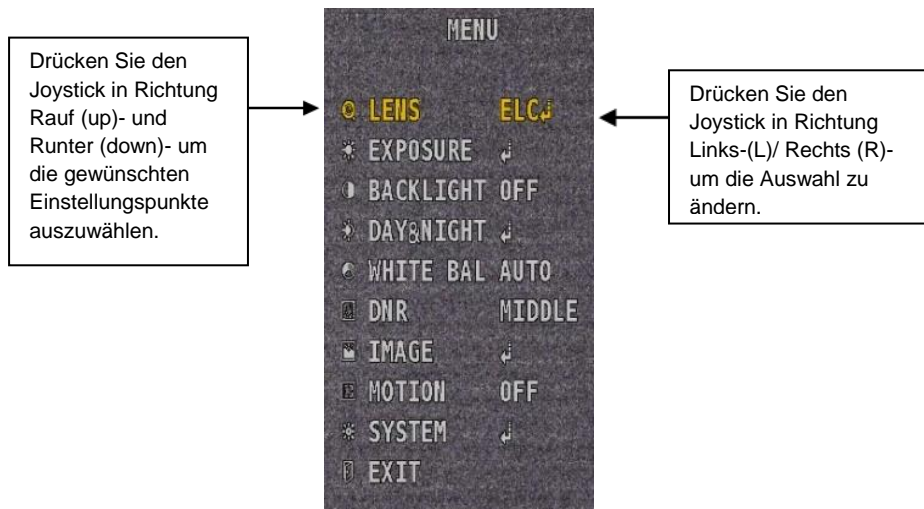 MENU
Drücken Sie den
Joystick in Richtung
Rauf (up)- und
Runter (down)- um
die gewünschten
Einstellungspunkte
auszuwählen.
LENS ELC↲
EXPOSURE ↲
BACKLIGHT OFF
DAY&NIGHT ↲
WHITE BAL AUTO
DNR MIDDLE
IMAGE ↲
MOTION OFF
SYSTEM ↲
EXIT
Drücken Sie den
Joystick in Richtung
Links-(L)/ Rechts (R)-
um die Auswahl zu
ändern.